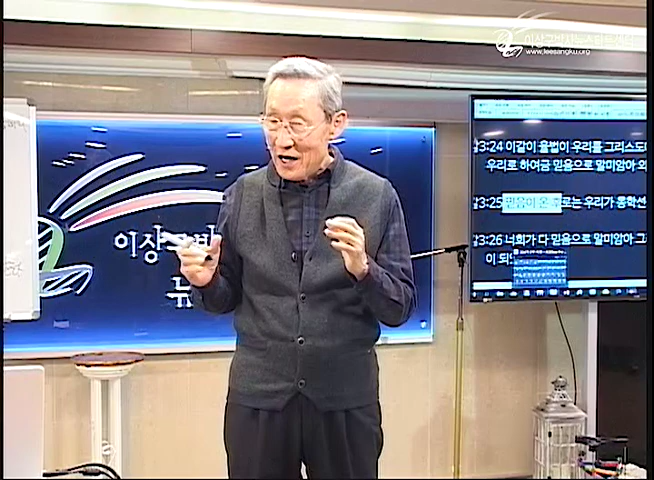 이상구박사뉴스타트센터
www.leesangku.org
3:24 이같이 율법이 우리를 그리스도
우리로 하여금 믿음으로 말미암아 의
3:25 믿음이 온 후로는 우리가 몽학선
3:26 너희가 다 믿음으로 말미암아 그
이 되
이상구박
뉴